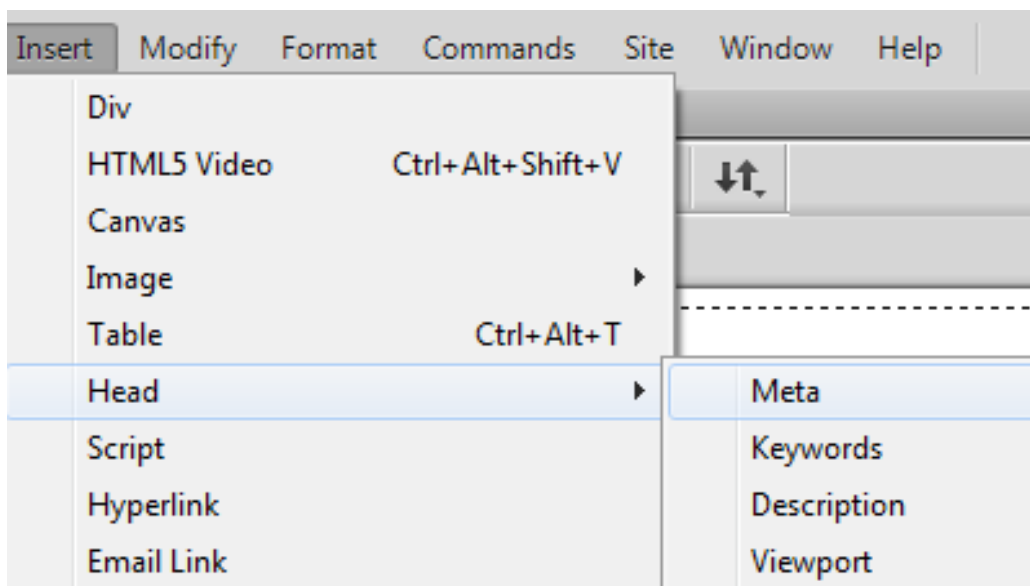 Insert Modify Format Commands Site Window Help
Div
HTML5 Video Ctrl+Alt+Shift+V
Canvas
Image
Table Ctrl+Alt+T
Head
Meta
Script
Keywords
Hyperlink
Description
Email Link
Viewport